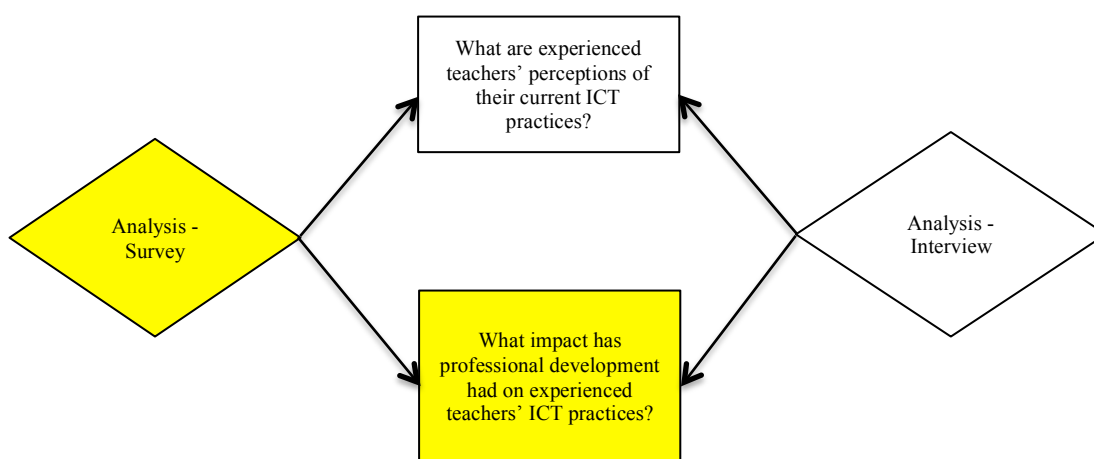 What are experienced
teachers’ perceptions of
their current ICT
practices?
Analysis -
Survey
Analysis -
Interview
What impact has
professional development
had on experienced
teachers’ ICT practices?